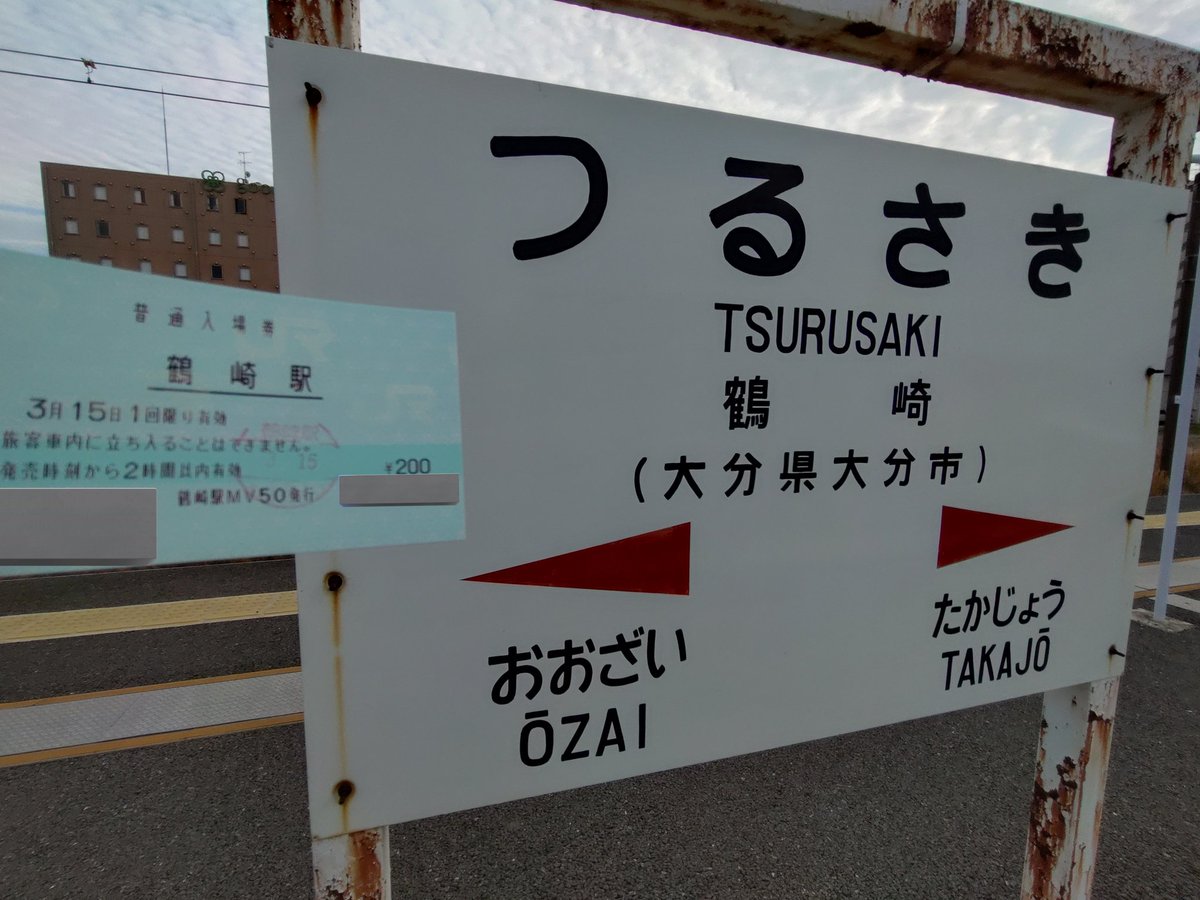 つるさき
TSURUSAKI
鶴崎
(大分県大分市)
おおざい
ŌZAI
たかじょう
TAKAJŌ
普通入場券
鶴崎駅
3月15日1回限り有効
旅客車内に立ち入ることはできません。
発売時刻から2時間以内有効
¥200
鶴崎駅MV50発行